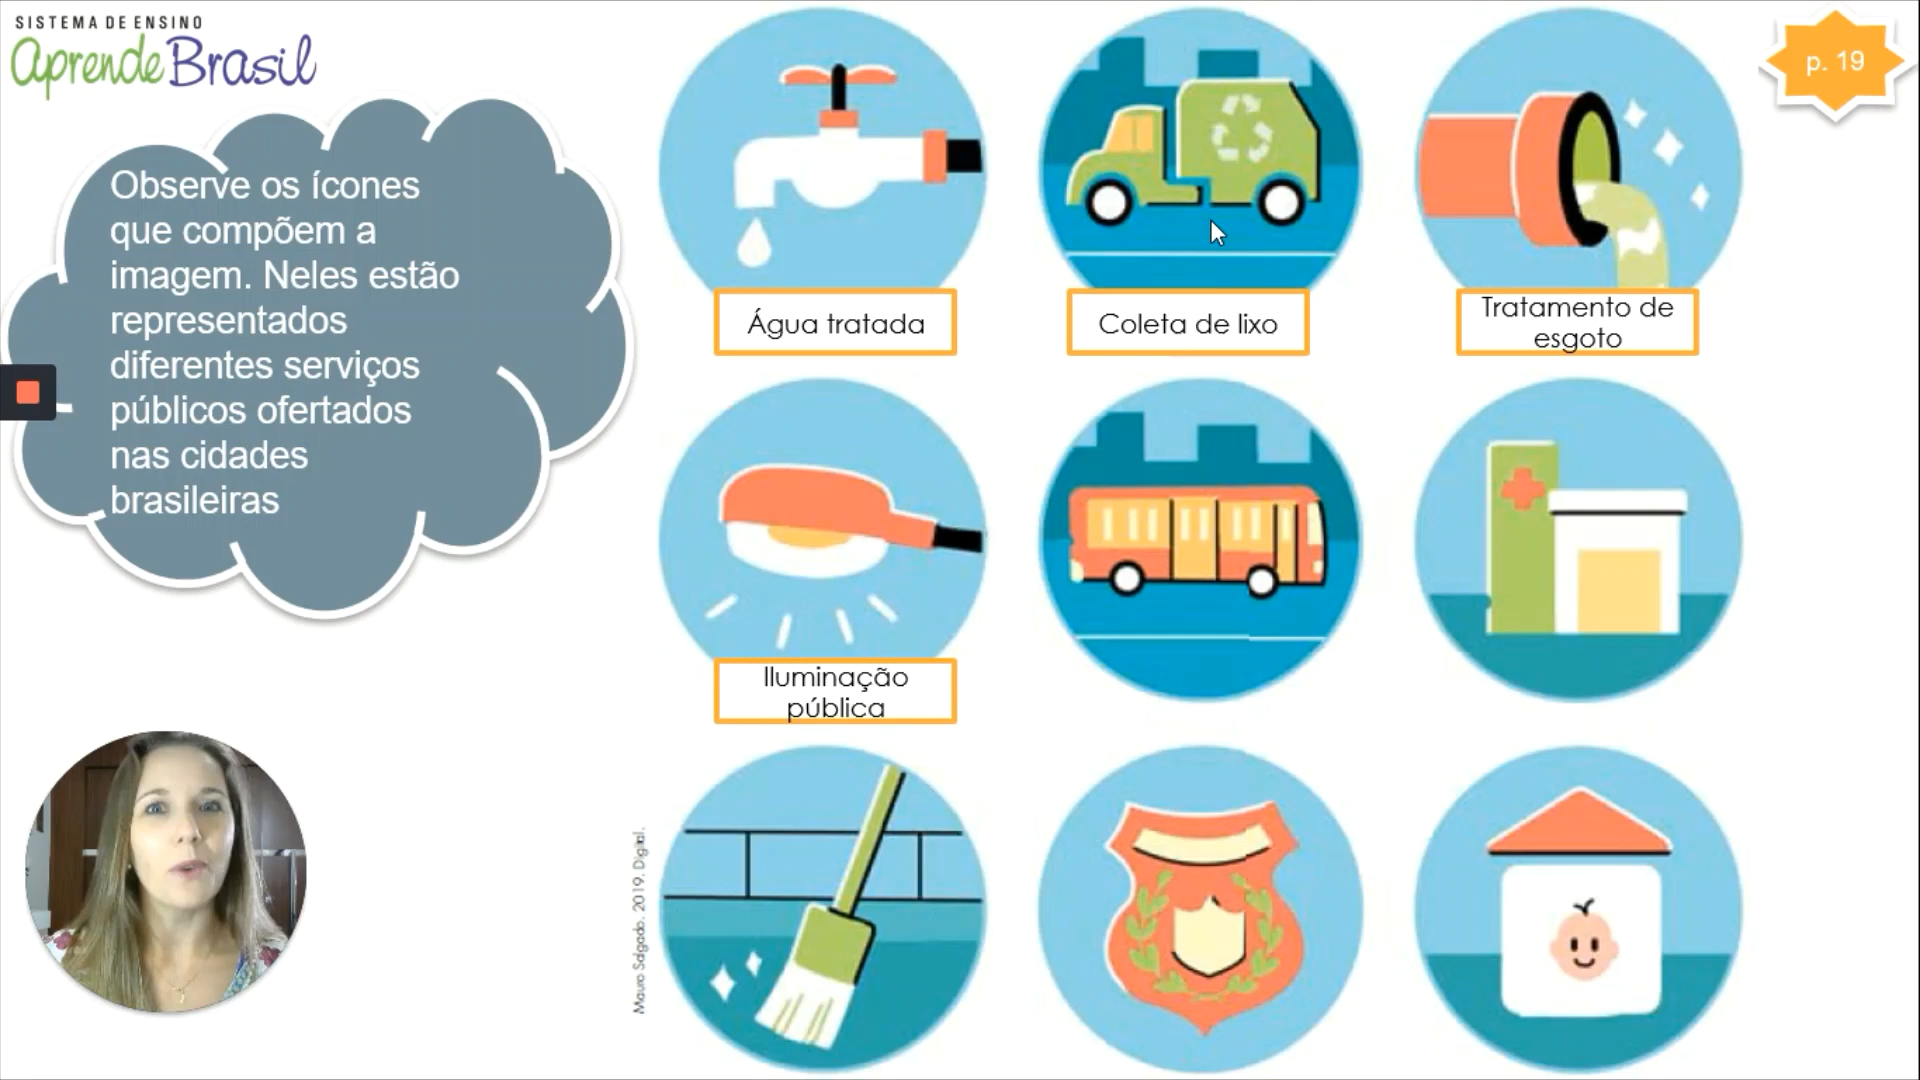 SISTEMA DE ENSINO
aprende Brasil
p. 19
Observe os ícones
que compõem a
imagem. Neles estão
representados
diferentes serviços
públicos ofertados
nas cidades
brasileiras
Água tratada
Coleta de lixo
Tratamento de
esgoto
Iluminação
pública
Mauro Salgado. 2019. Digital.